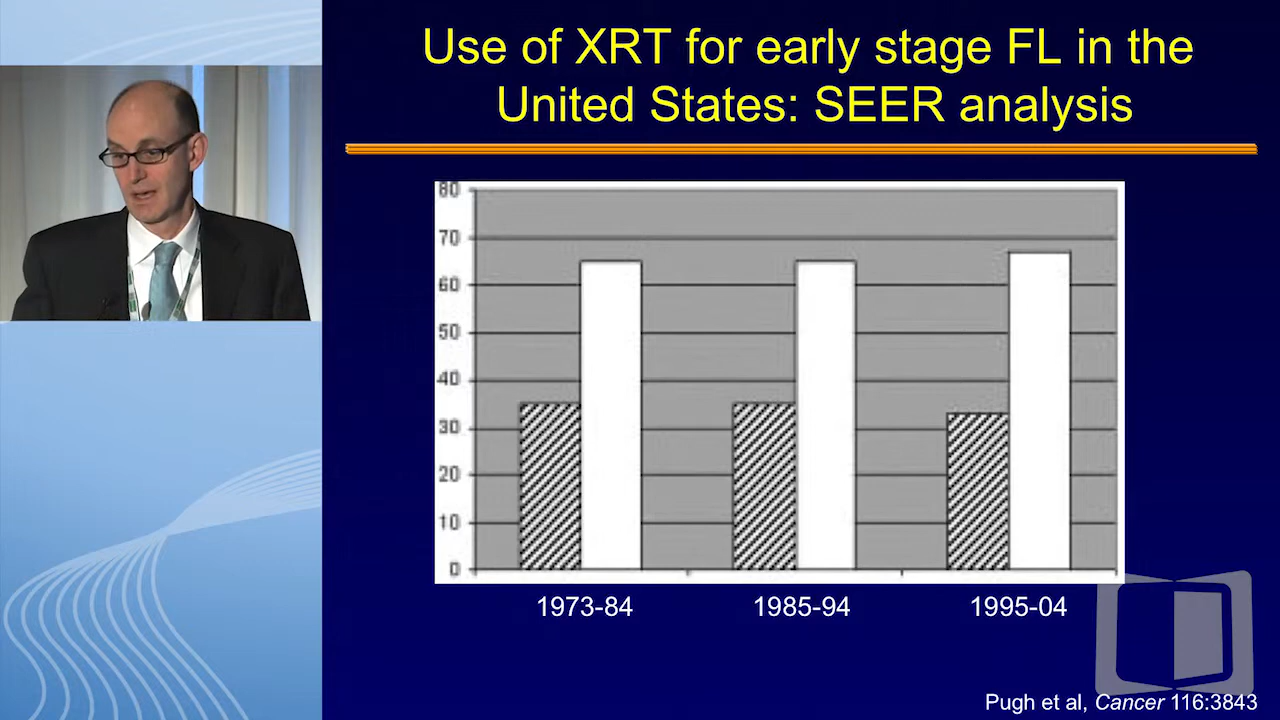 Use of XRT for early stage FL in the
United States: SEER analysis
80
70
60
50
40
30
20
10
0
1973-84 1985-94 1995-04
Pugh et al, Cancer 116:3843